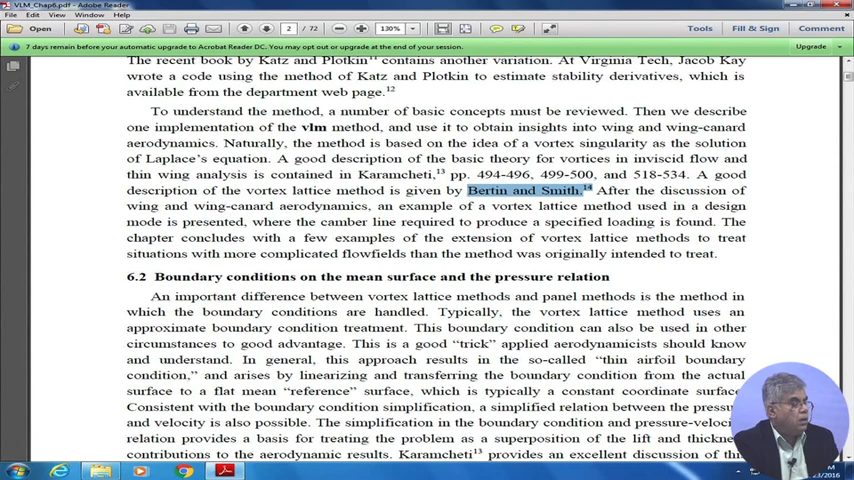 VLM_Chap6.pdf - Adobe Reader
File Edit View Window Help
Open
2 / 72
130%
Tools
Fill & Sign
Comment
7 days remain before your automatic upgrade to Acrobat Reader DC. You may opt out or upgrade at the end of your session.
Upgrade
The recent book by Katz and Plotkin contains another variation. At Virginia Tech, Jacob Kay
wrote a code using the method of Katz and Plotkin to estimate stability derivatives, which is
available from the department web page.12
To understand the method, a number of basic concepts must be reviewed. Then we describe
one implementation of the vlm method, and use it to obtain insights into wing and wing-canard
aerodynamics. Naturally, the method is based on the idea of a vortex singularity as the solution
of Laplace's equation. A good description of the basic theory for vortices in inviscid flow and
thin wing analysis is contained in Karamcheti,13 pp. 494-496, 499-500, and 518-534. A good
description of the vortex lattice method is given by Bertin and Smith.14 After the discussion of
wing and wing-canard aerodynamics, an example of a vortex lattice method used in a design
mode is presented, where the camber line required to produce a specified loading is found. The
chapter concludes with a few examples of the extension of vortex lattice methods to treat
situations with more complicated flowfields than the method was originally intended to treat.
6.2 Boundary conditions on the mean surface and the pressure relation
An important difference between vortex lattice methods and panel methods is the method in
which the boundary conditions are handled. Typically, the vortex lattice method uses an
approximate boundary condition treatment. This boundary condition can also be used in other
circumstances to good advantage. This is a good "trick" applied aerodynamicists should know
and understand. In general, this approach results in the so-called "thin airfoil boundary
condition," and arises by linearizing and transferring the boundary condition from the actual
surface to a flat mean "reference" surface, which is typically a constant coordinate surfac
Consistent with the boundary condition simplification, a simplified relation between the pressu
and velocity is also possible. The simplification in the boundary condition and pressure-veloci
relation provides a basis for treating the problem as a superposition of the lift and thickne
contributions to the aerodynamic results. Karamcheti13 provides an excellent discussion of thi